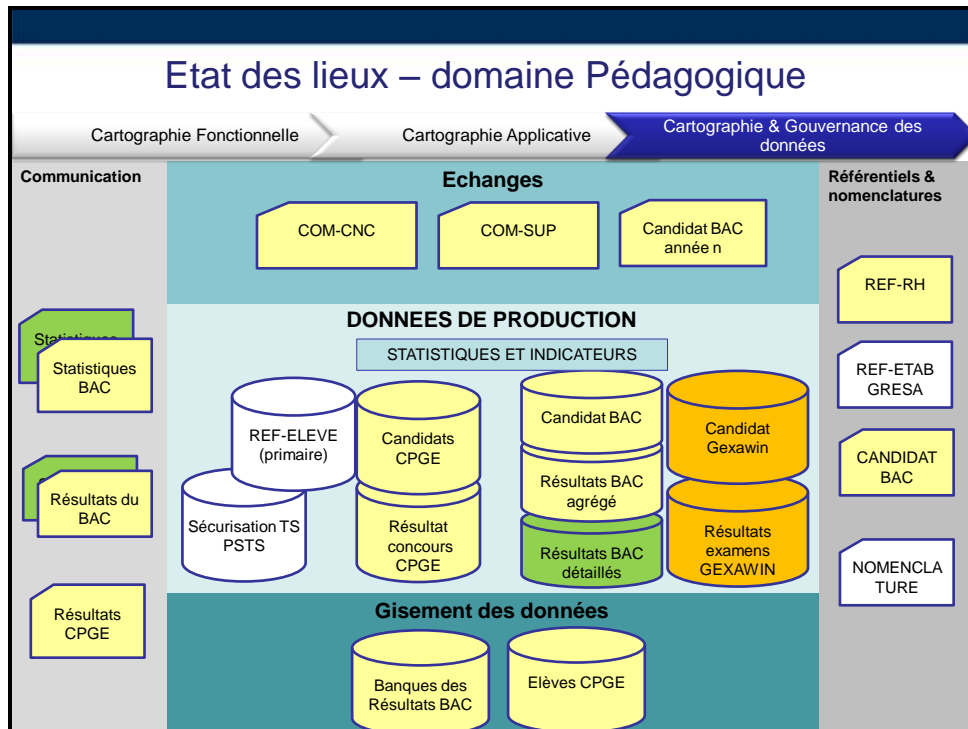 Etat des lieux – domaine Pédagogique
Cartographie Fonctionnelle
Cartographie Applicative
Cartographie & Gouvernance des
données
Communication
Statistiques
Statistiques
BAC
Résultats du
BAC
Résultats
CPGE
Echanges
COM-CNC
COM-SUP
Candidat BAC
année n
DONNEES DE PRODUCTION
STATISTIQUES ET INDICATEURS
REF-ELEVE
(primaire)
Sécurisation TS
PSTS
Candidats
CPGE
Résultat
concours
CPGE
Candidat BAC
Résultats BAC
agrégé
Résultats BAC
détaillés
Candidat
Gexawin
Résultats
examens
GEXAWIN
Gisement des données
Banques des
Résultats BAC
Elèves CPGE
Référentiels &
nomenclatures
REF-RH
REF-ETAB
GRESA
CANDIDAT
BAC
NOMENCLA
TURE